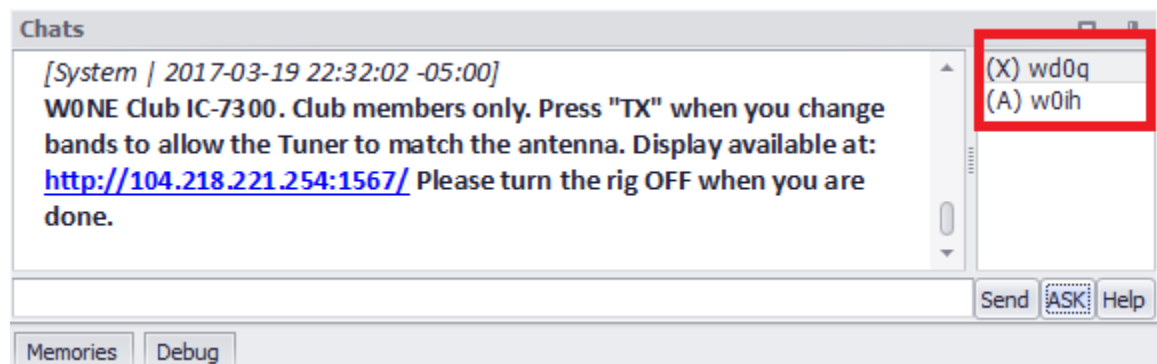 Chats
[System | 2017-03-19 22:32:02 -05:00]
W0NE Club IC-7300. Club members only. Press "TX" when you change
bands to allow the Tuner to match the antenna. Display available at:
http://104.218.221.254:1567/ Please turn the rig OFF when you are
done.
(X) wd0q
(A) w0ih
Send ASK Help
Memories Debug